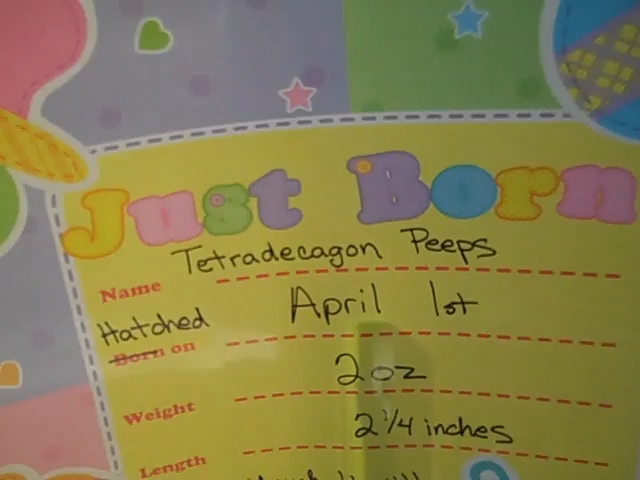 Just Born
Name Tetradecagon Peeps
Hatched
Born on April 1st
Weight 2oz
Length 2 1/4 inches